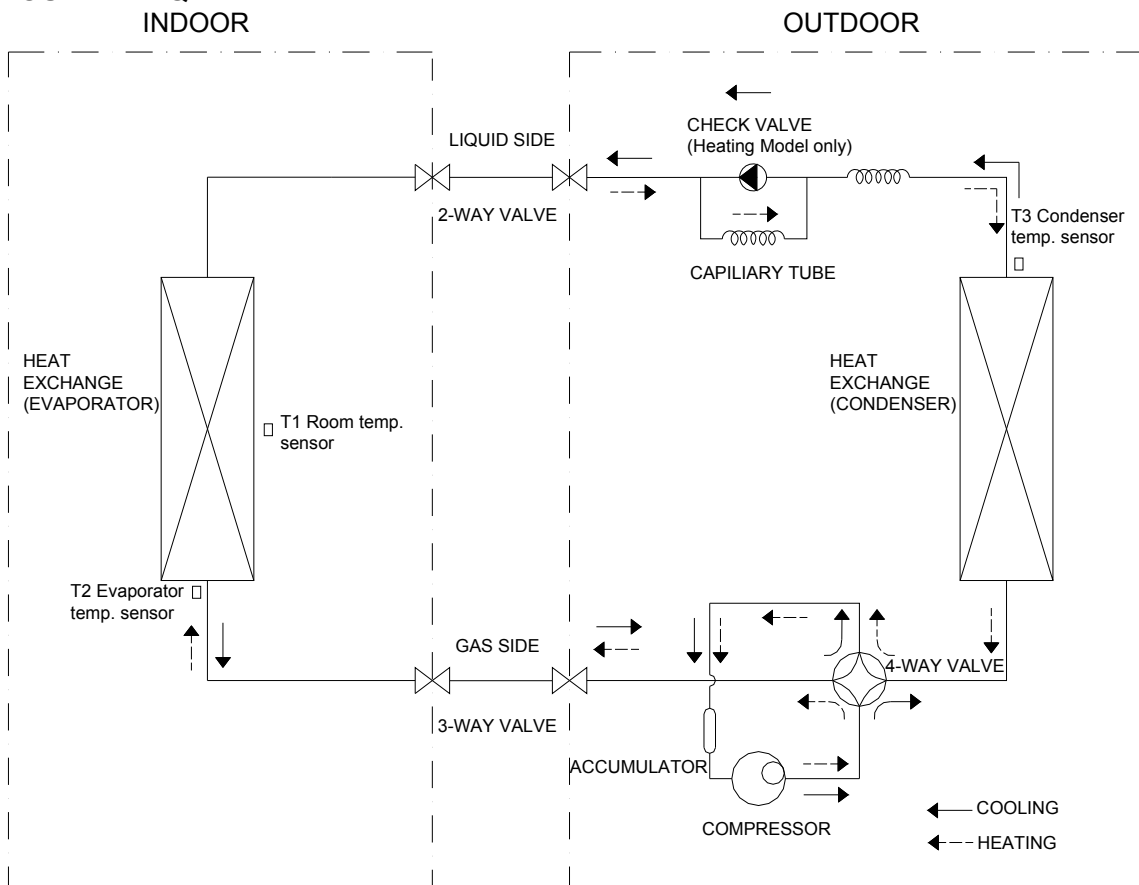 INDOOR
OUTDOOR
LIQUID SIDE
2-WAY VALVE
CHECK VALVE
(Heating Model only)
CAPILIARY TUBE
T3 Condenser
temp. sensor
HEAT
EXCHANGE
(EVAPORATOR)
T1 Room temp.
sensor
HEAT
EXCHANGE
(CONDENSER)
T2 Evaporator
temp. sensor
GAS SIDE
3-WAY VALVE
4-WAY VALVE
ACCUMULATOR
COMPRESSOR
COOLING
HEATING